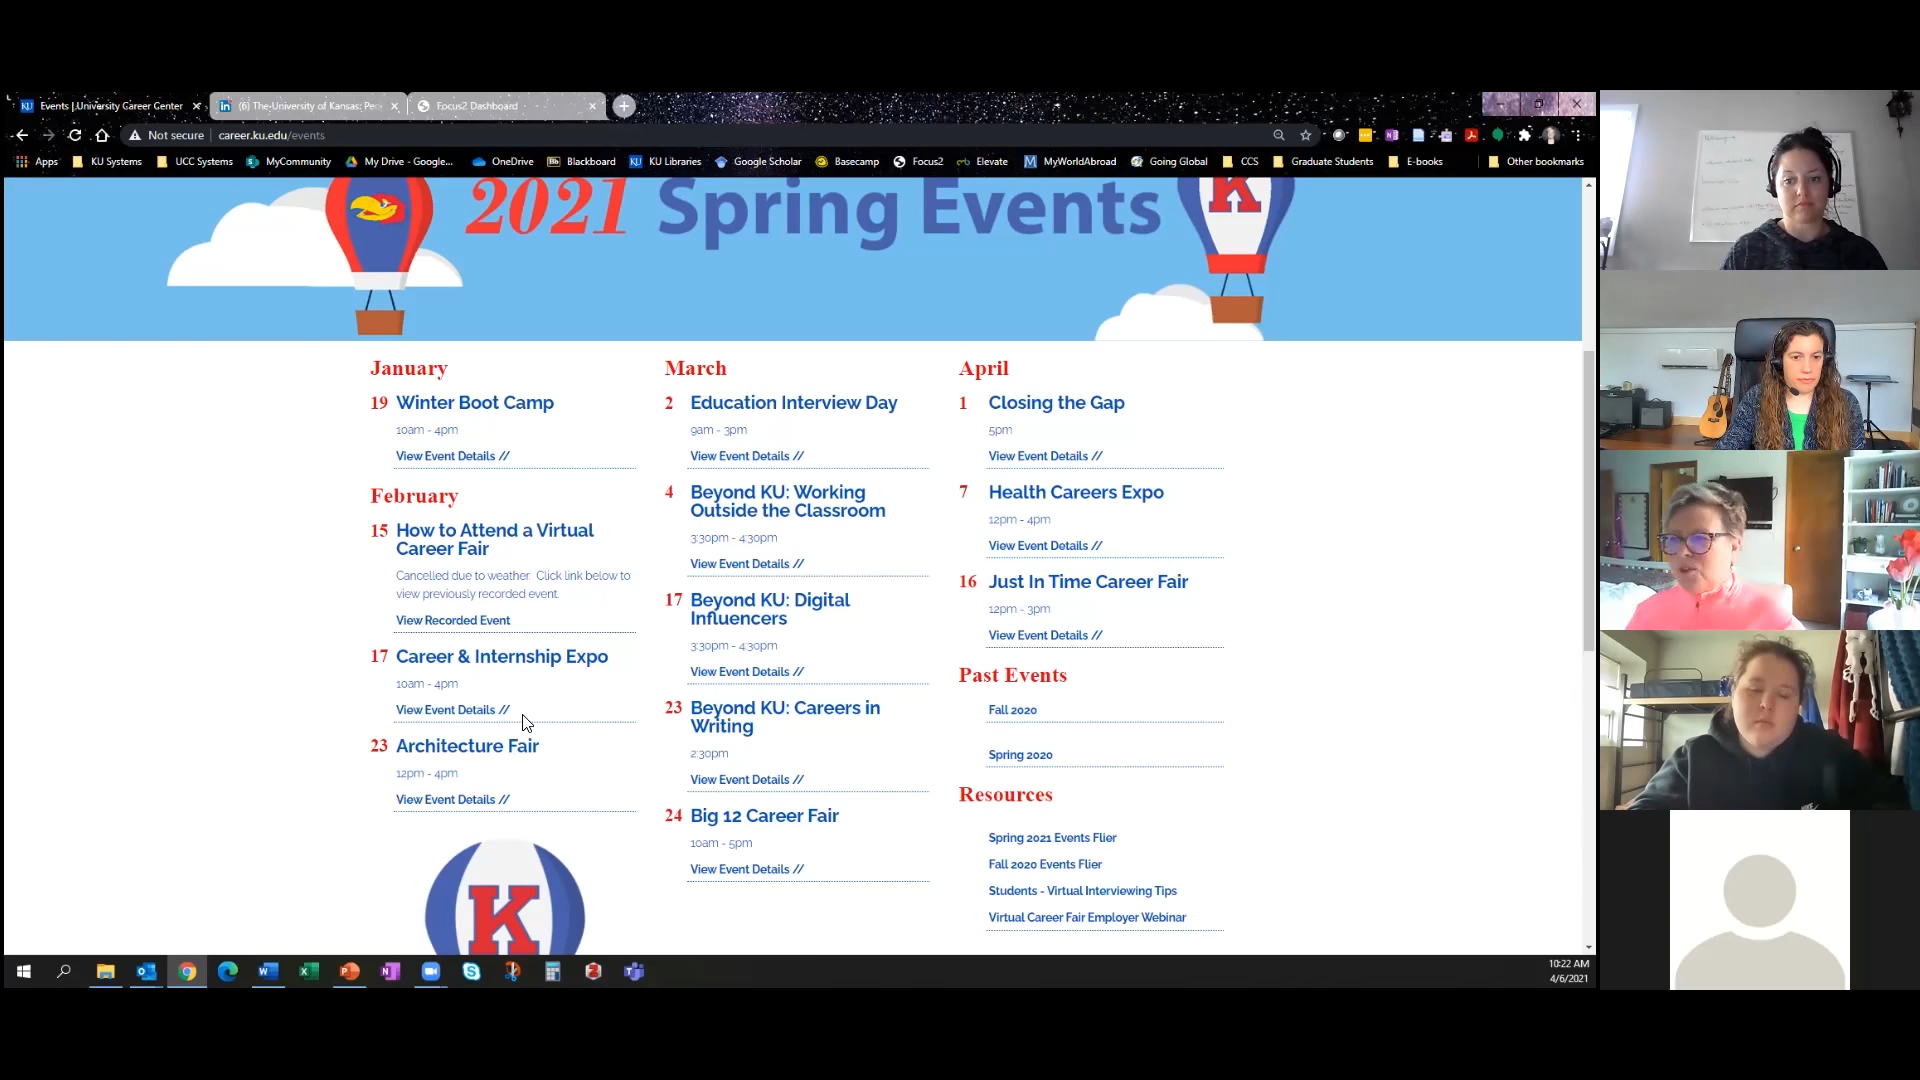 Events | University Career Center
(6) The University of Kansas: Per
Focus2 Dashboard
Not secure | career.ku.edu/events
Apps KU Systems UCC Systems MyCommunity My Drive - Google... OneDrive Blackboard KU Libraries Google Scholar Basecamp Focus2 Elevate MyWorldAbroad Going Global CCS Graduate Students E-books Other bookmarks
2021 Spring Events
K
January
19 Winter Boot Camp
10am - 4pm
View Event Details //
February
15 How to Attend a Virtual
Career Fair
Cancelled due to weather. Click link below to
view previously recorded event.
View Recorded Event
17 Career & Internship Expo
10am - 4pm
View Event Details //
23 Architecture Fair
12pm - 4pm
View Event Details //
K
March
2 Education Interview Day
9am - 3pm
View Event Details //
4 Beyond KU: Working
Outside the Classroom
3:30pm - 4:30pm
View Event Details //
17 Beyond KU: Digital
Influencers
3:30pm - 4:30pm
View Event Details //
23 Beyond KU: Careers in
Writing
2:30pm
View Event Details //
24 Big 12 Career Fair
10am - 5pm
View Event Details //
April
1 Closing the Gap
5pm
View Event Details //
7 Health Careers Expo
12pm - 4pm
View Event Details //
16 Just In Time Career Fair
12pm - 3pm
View Event Details //
Past Events
Fall 2020
Spring 2020
Resources
Spring 2021 Events Flier
Fall 2020 Events Flier
Students - Virtual Interviewing Tips
Virtual Career Fair Employer Webinar
10:22 AM
4/6/2021